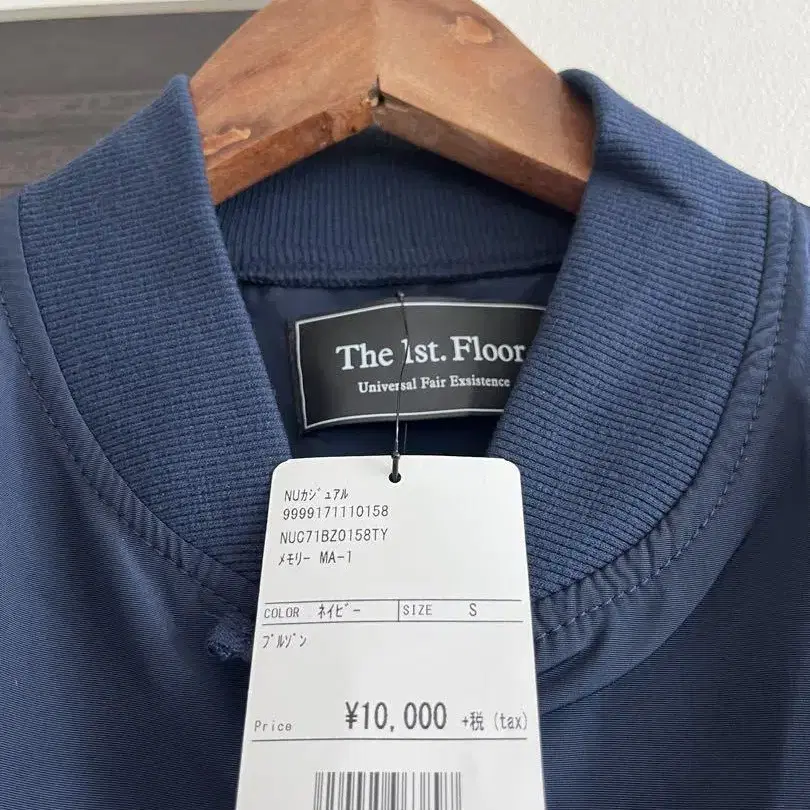 The 1st. Floor
Universal Fair Exsistence
NUカジュアル
9999171110158
NUC71BZ0158TY
メモリー MA-1
COLOR ネイビー SIZE S
ブルゾン
Price ¥10,000 +税 (tax)